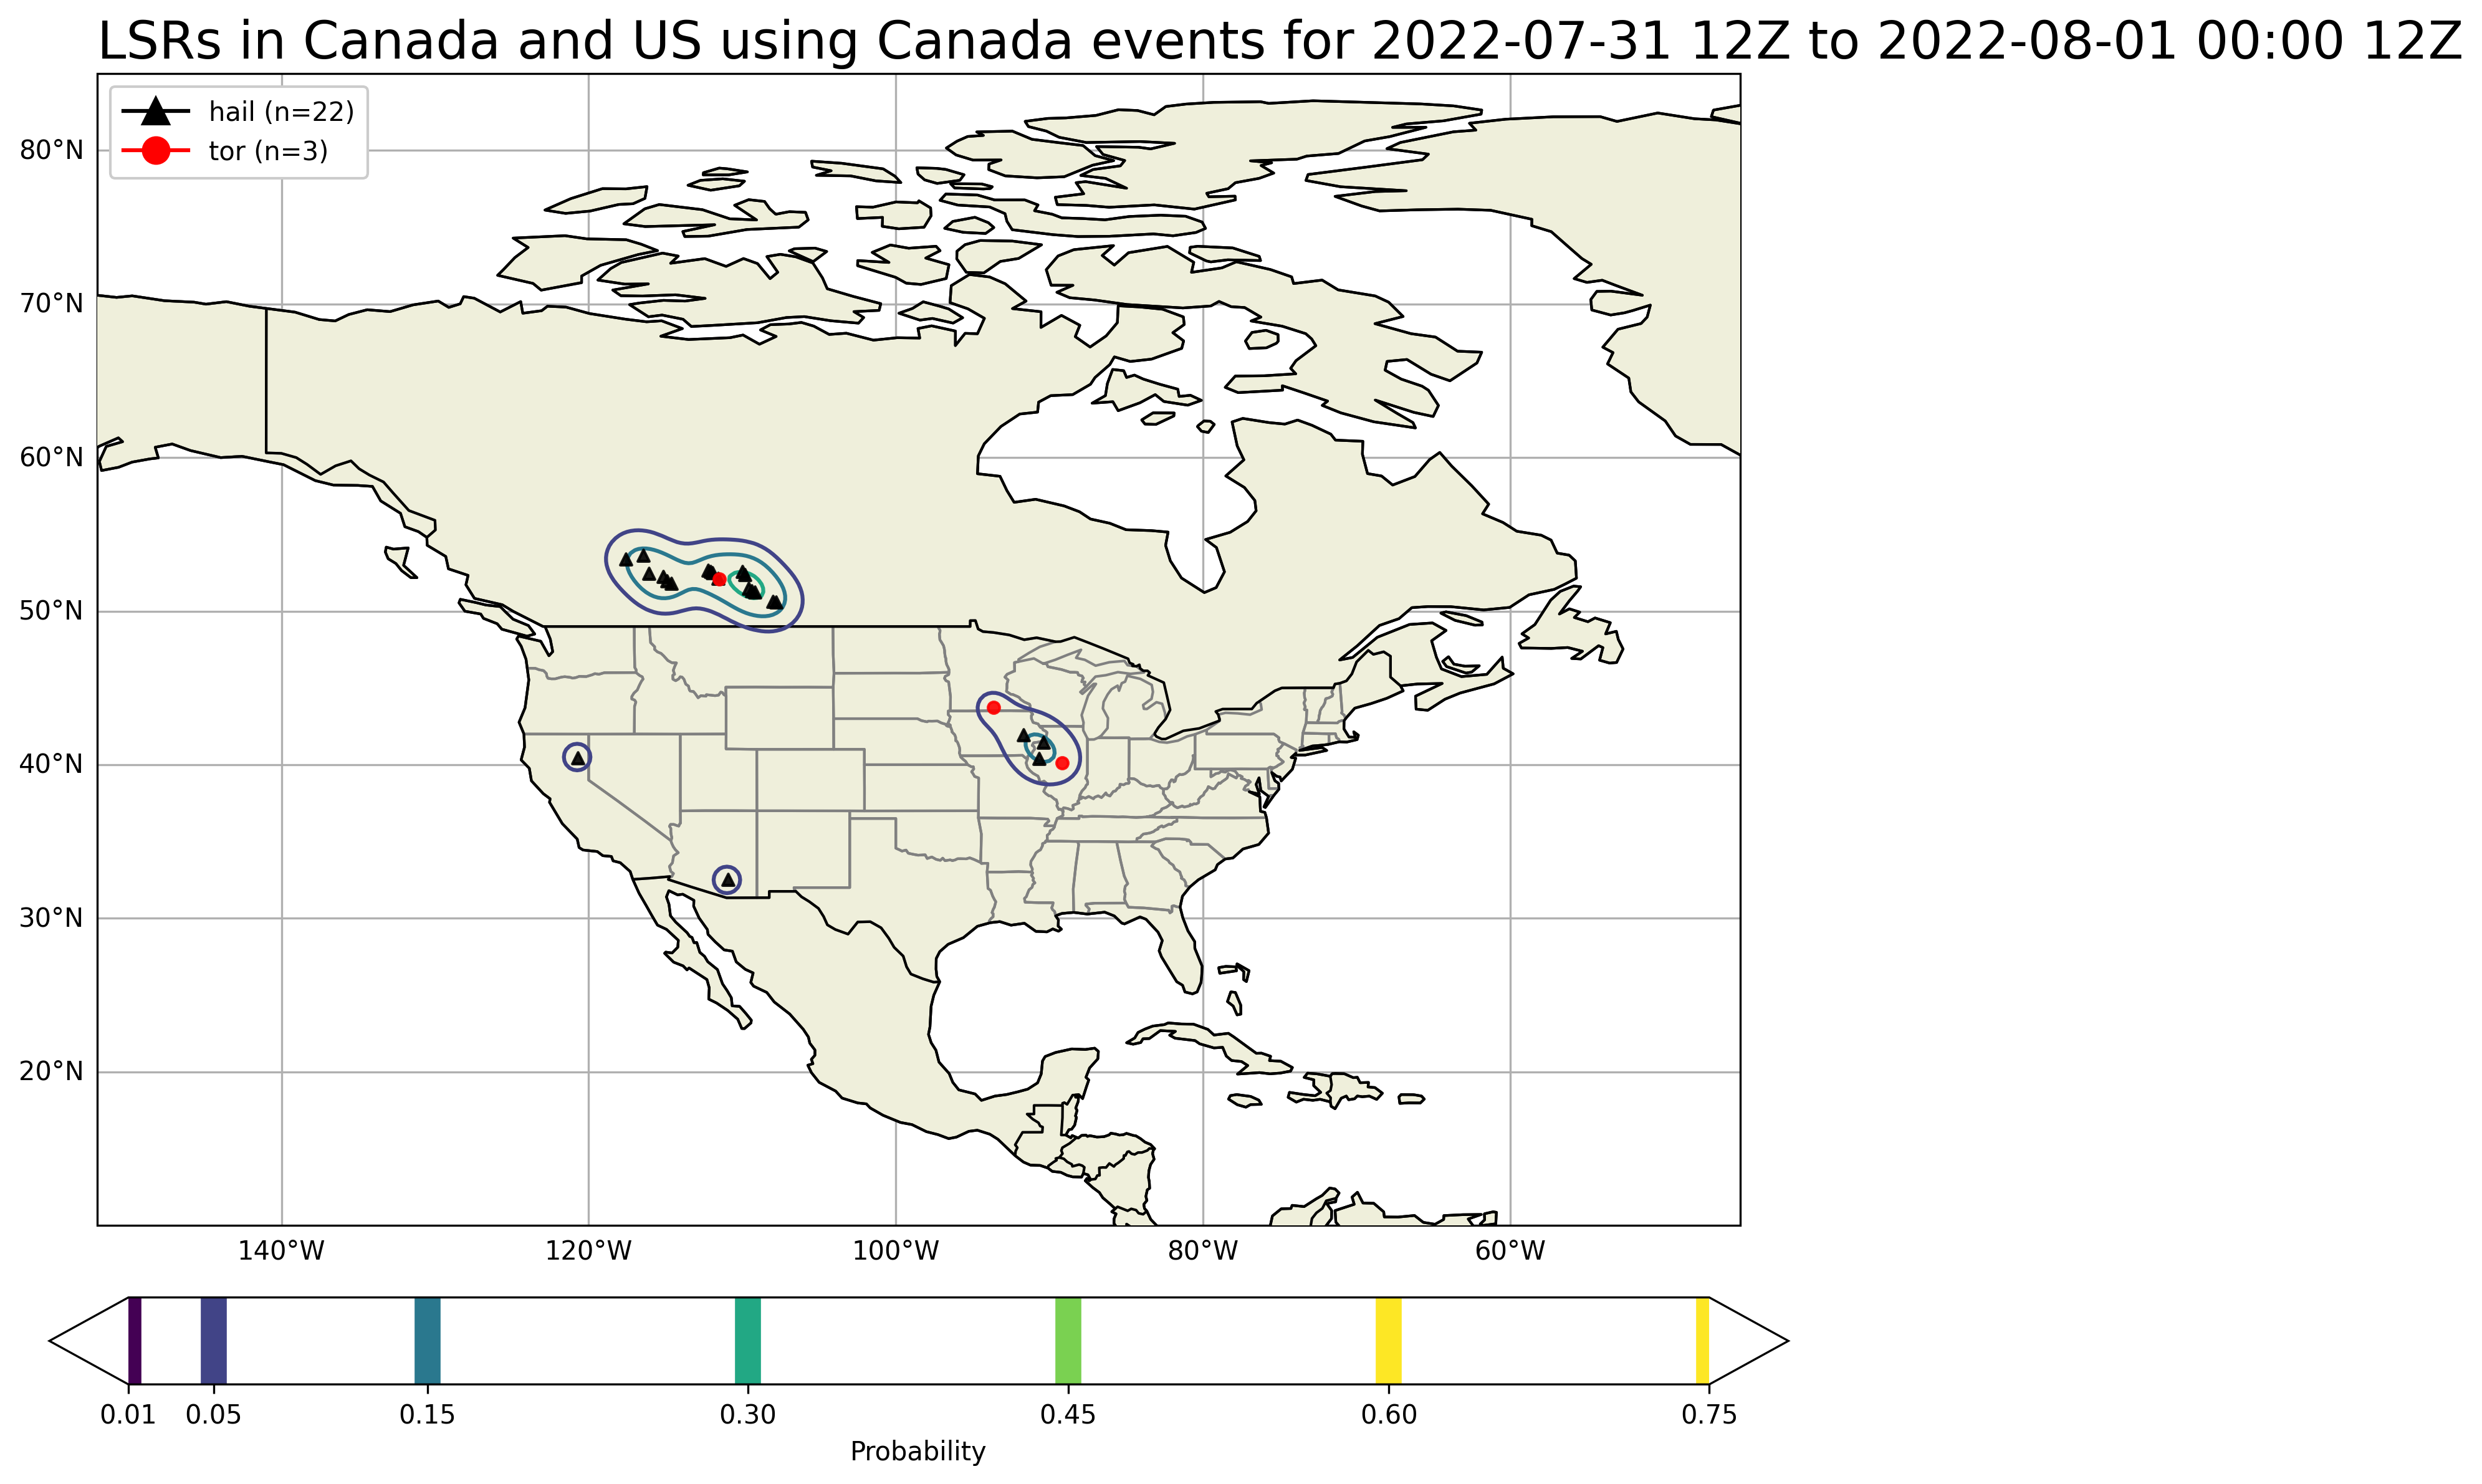 LSRs in Canada and US using Canada events for 2022-07-31 12Z to 2022-08-01 00:00 12Z
hail (n=22)
tor (n=3)
80°N
70°N
60°N
50°N
40°N
30°N
20°N
140°W 120°W 100°W 80°W 60°W
0.01 0.05 0.15 0.30 0.45 0.60 0.75
Probability